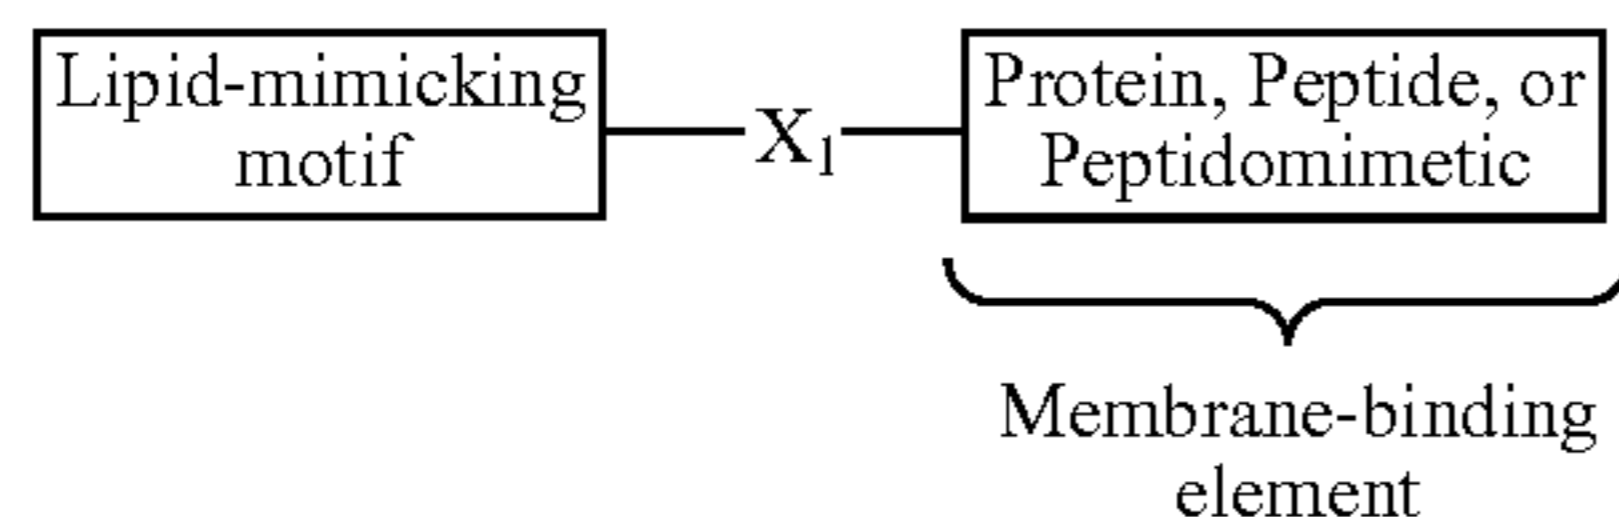 Lipid-mimicking
motif
X₁
Protein, Peptide, or
Peptidomimetic
Membrane-binding
element